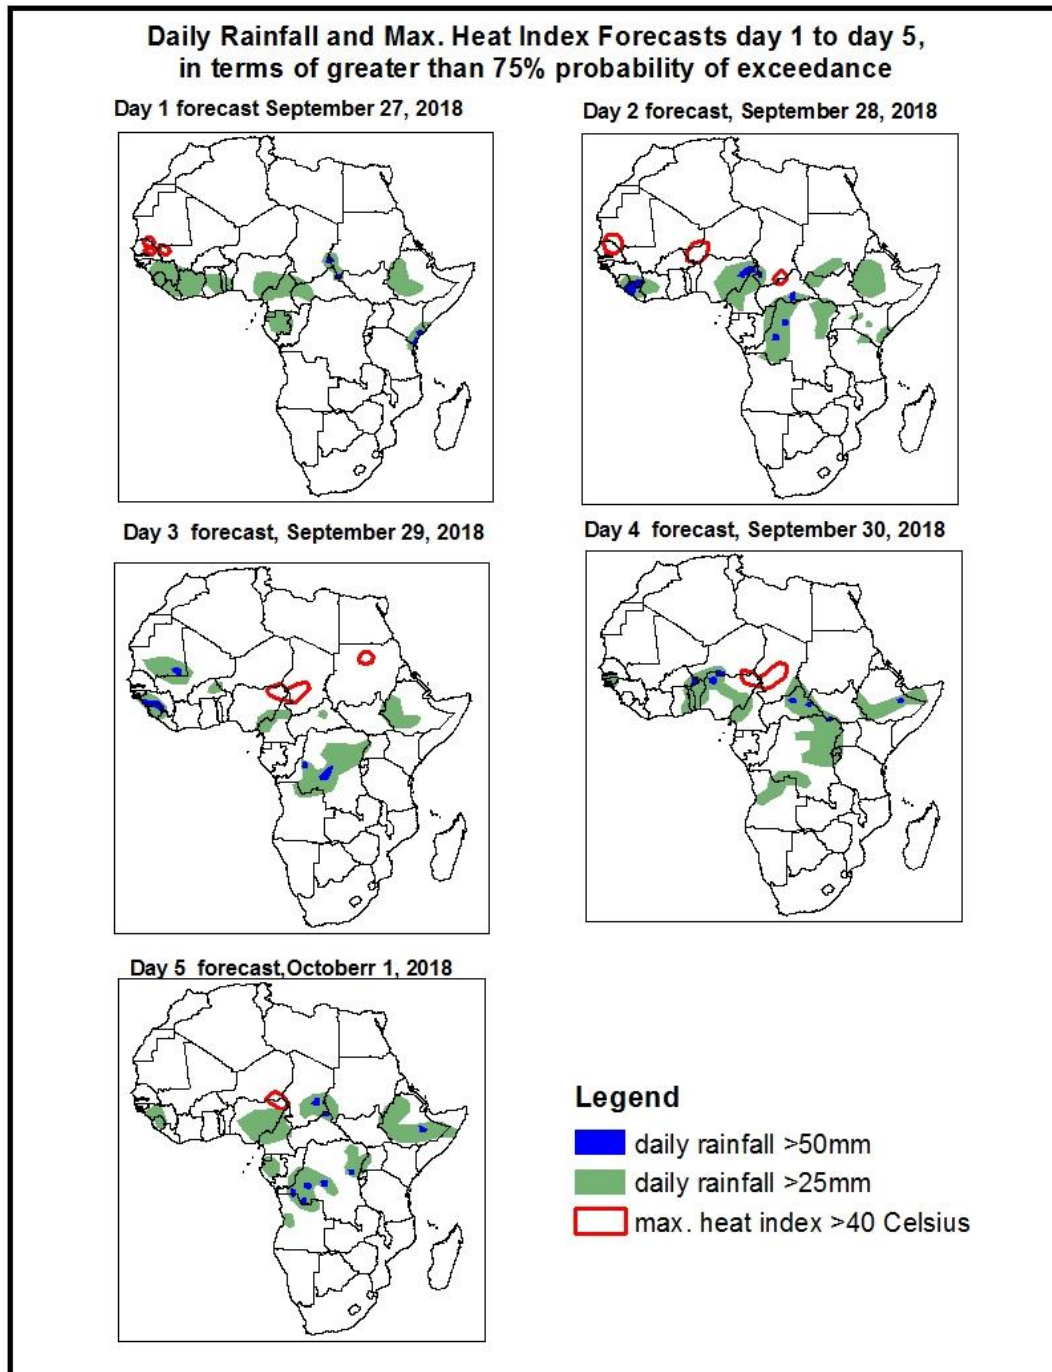 Daily Rainfall and Max. Heat Index Forecasts day 1 to day 5,
in terms of greater than 75% probability of exceedance
Day 1 forecast September 27, 2018
Day 2 forecast, September 28, 2018
Day 3 forecast, September 29, 2018
Day 4 forecast, September 30, 2018
Day 5 forecast,Octoberr 1, 2018
Legend
daily rainfall >50mm
daily rainfall >25mm
max. heat index >40 Celsius